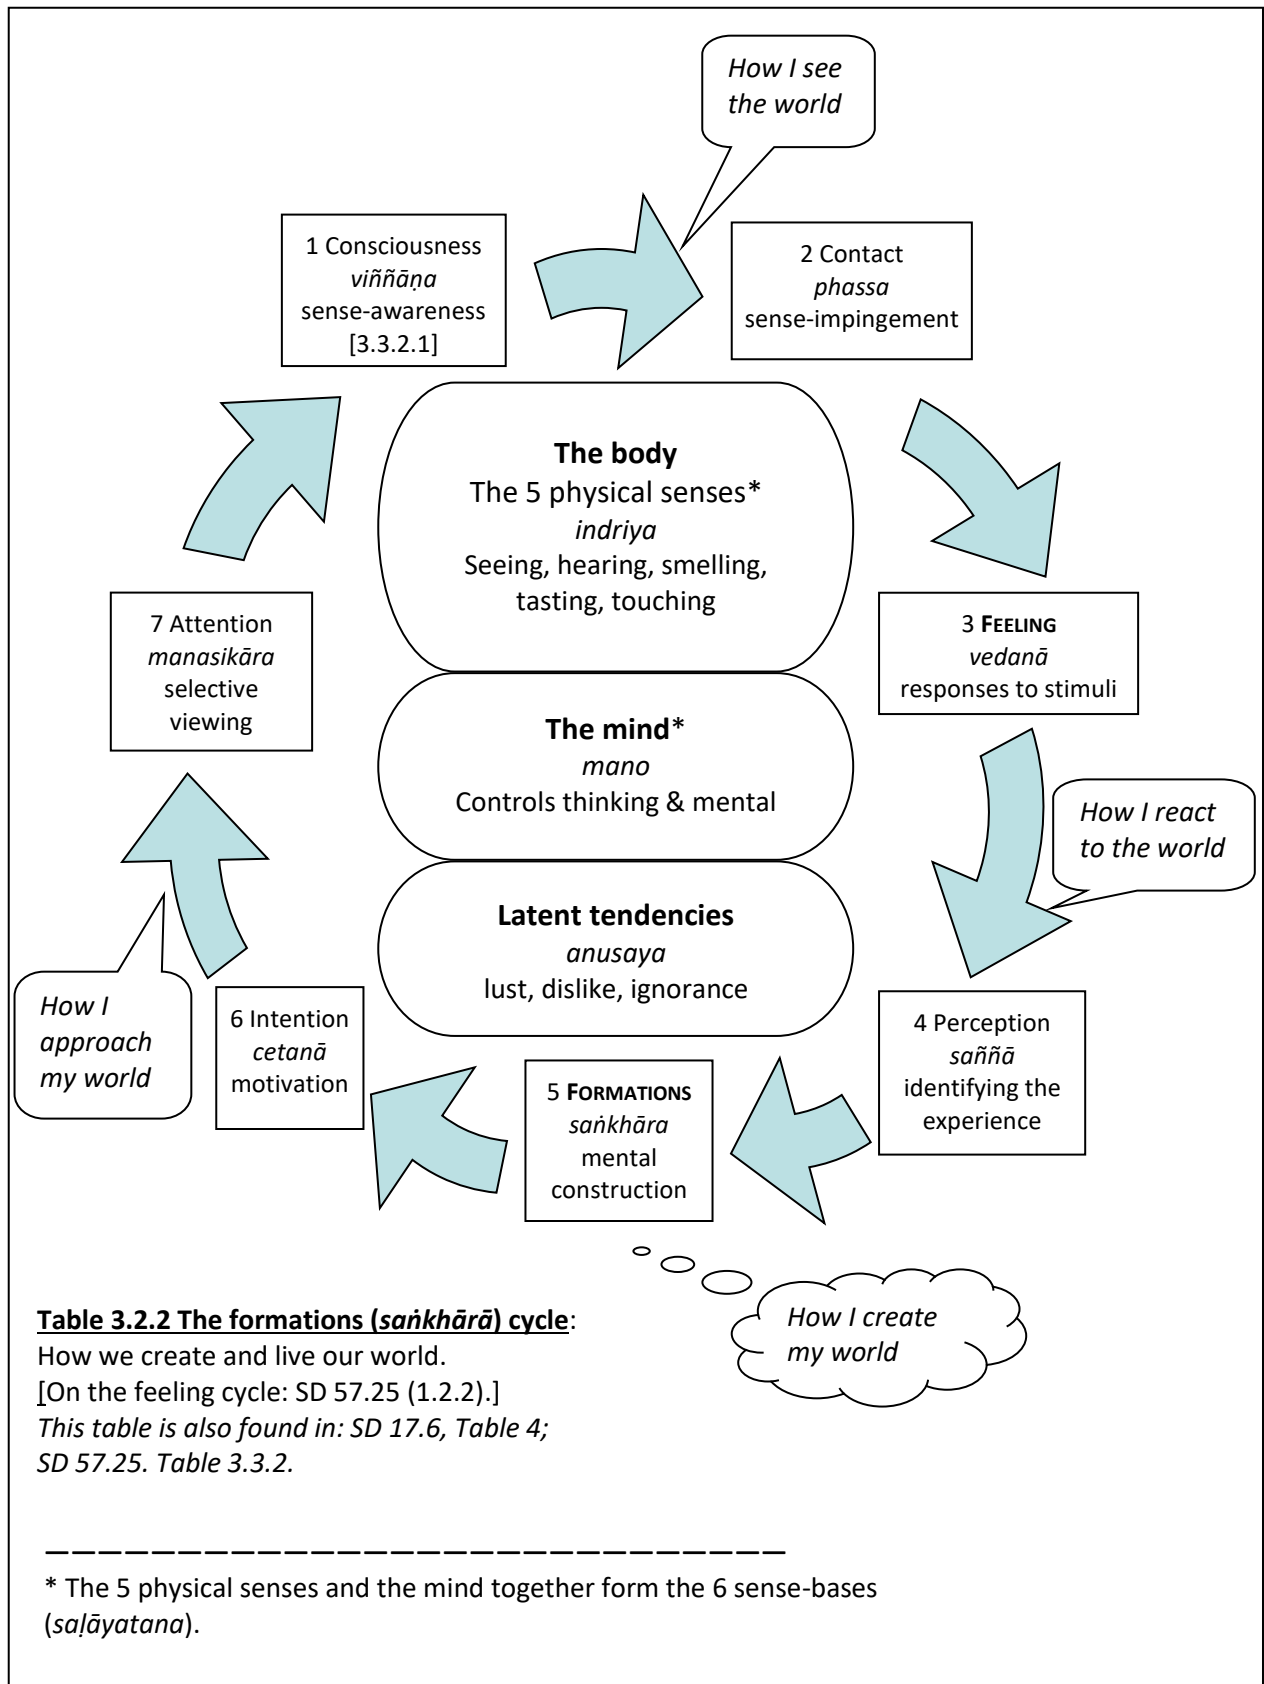 How I see
the world
1 Consciousness
viññāṇa
sense-awareness
[3.3.2.1]
2 Contact
phassa
sense-impingement
The body
The 5 physical senses*
indriya
Seeing, hearing, smelling,
tasting, touching
7 Attention
manasikāra
selective
viewing
3 FEELING
vedanā
responses to stimuli
The mind*
mano
Controls thinking & mental
How I react
to the world
Latent tendencies
anusaya
lust, dislike, ignorance
How I
approach
my world
6 Intention
cetanā
motivation
5 FORMATIONS
saṅkhāra
mental
construction
4 Perception
saññā
identifying the
experience
How I create
my world
Table 3.2.2 The formations (saṅkhārā) cycle:
How we create and live our world.
[On the feeling cycle: SD 57.25 (1.2.2).]
This table is also found in: SD 17.6, Table 4;
SD 57.25. Table 3.3.2.
* The 5 physical senses and the mind together form the 6 sense-bases
(saḷāyatana).